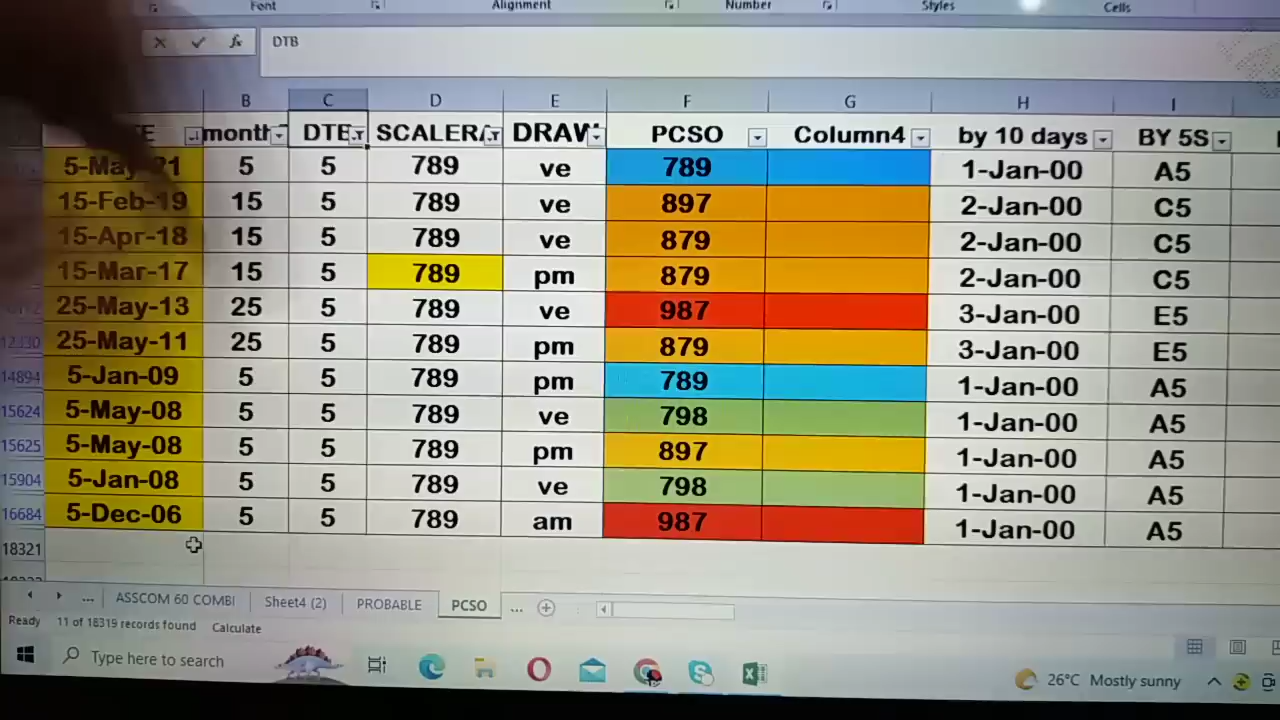 Font Alignment Number Styles Cells
fx DTB
B C D E F G H I
month DTB SCALERA DRAW PCSO Column4 by 10 days BY 5S
5-May-21 5 5 789 ve 789 1-Jan-00 A5
15-Feb-19 15 5 789 ve 897 2-Jan-00 C5
15-Apr-18 15 5 789 ve 879 2-Jan-00 C5
15-Mar-17 15 5 789 pm 879 2-Jan-00 C5
25-May-13 25 5 789 ve 987 3-Jan-00 E5
12330 25-May-11 25 5 789 pm 879 3-Jan-00 E5
14894 5-Jan-09 5 5 789 pm 789 1-Jan-00 A5
15624 5-May-08 5 5 789 ve 798 1-Jan-00 A5
15625 5-May-08 5 5 789 pm 897 1-Jan-00 A5
15904 5-Jan-08 5 5 789 ve 798 1-Jan-00 A5
16684 5-Dec-06 5 5 789 am 987 1-Jan-00 A5
18321
... ASSCOM 60 COMBI Sheet4 (2) PROBABLE PCSO ...
Ready 11 of 18319 records found Calculate
Type here to search 26°C Mostly sunny